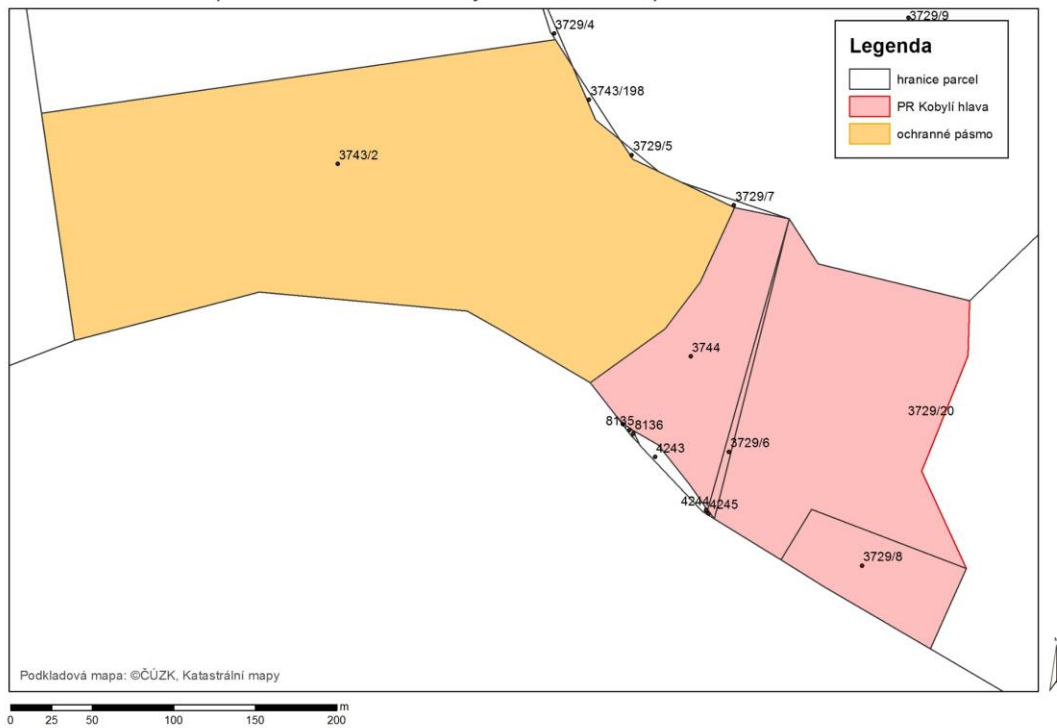 3729/4
3729/9
Legenda
hranice parcel
PR Kobylí hlava
ochranné pásmo
3743/198
3743/2
3729/5
3729/7
3744
3729/20
8135
8136
4243
3729/6
4244
4245
3729/8
Podkladová mapa: ©ČÚZK, Katastrální mapy
m
0 25 50 100 150 200